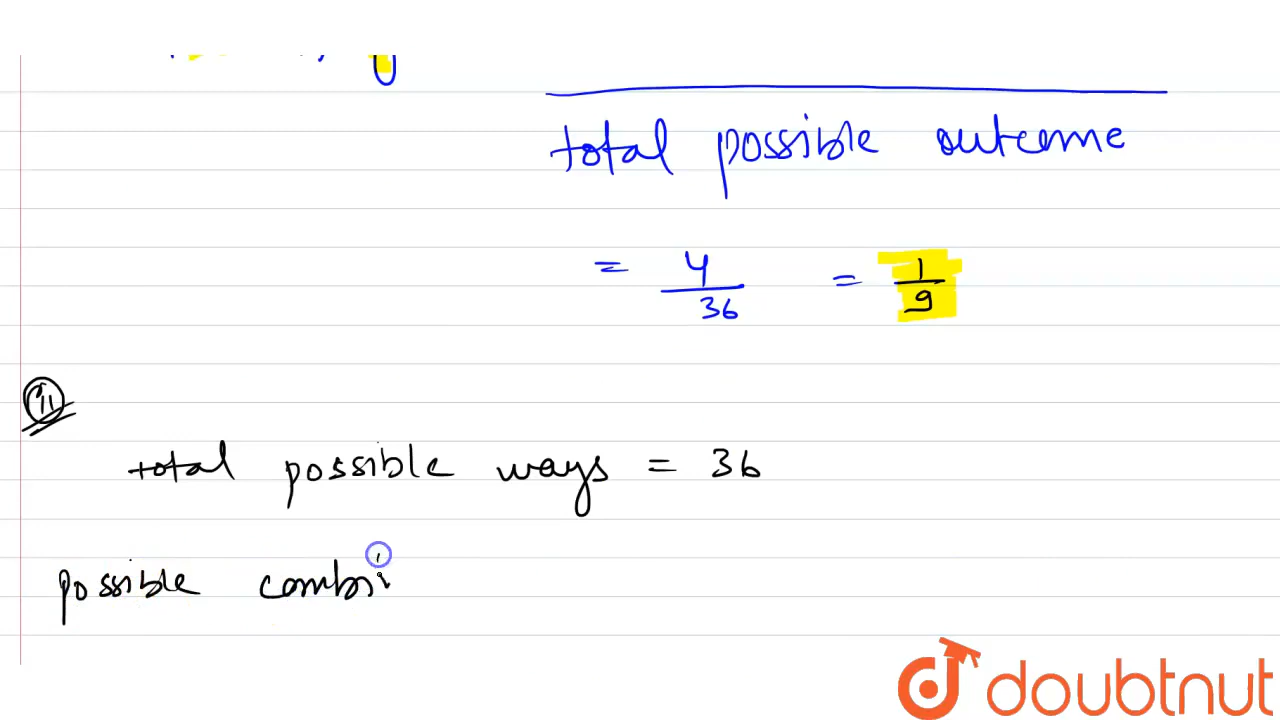 total possible outcome
= 4/36 = 1/9
(ii)
total possible ways = 36
possible combi
doubtnut